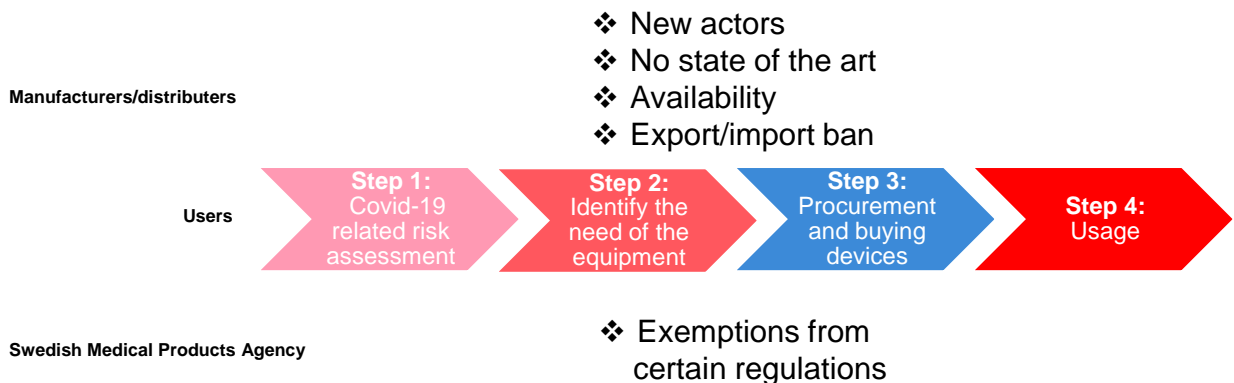 ❖ New actors
❖ No state of the art
Manufacturers/distributers
❖ Availability
❖ Export/import ban
Users
Step 1:
Covid-19
related risk
assessment
Step 2:
Identify the
need of the
equipment
Step 3:
Procurement
and buying
devices
Step 4:
Usage
Swedish Medical Products Agency
❖ Exemptions from
certain regulations